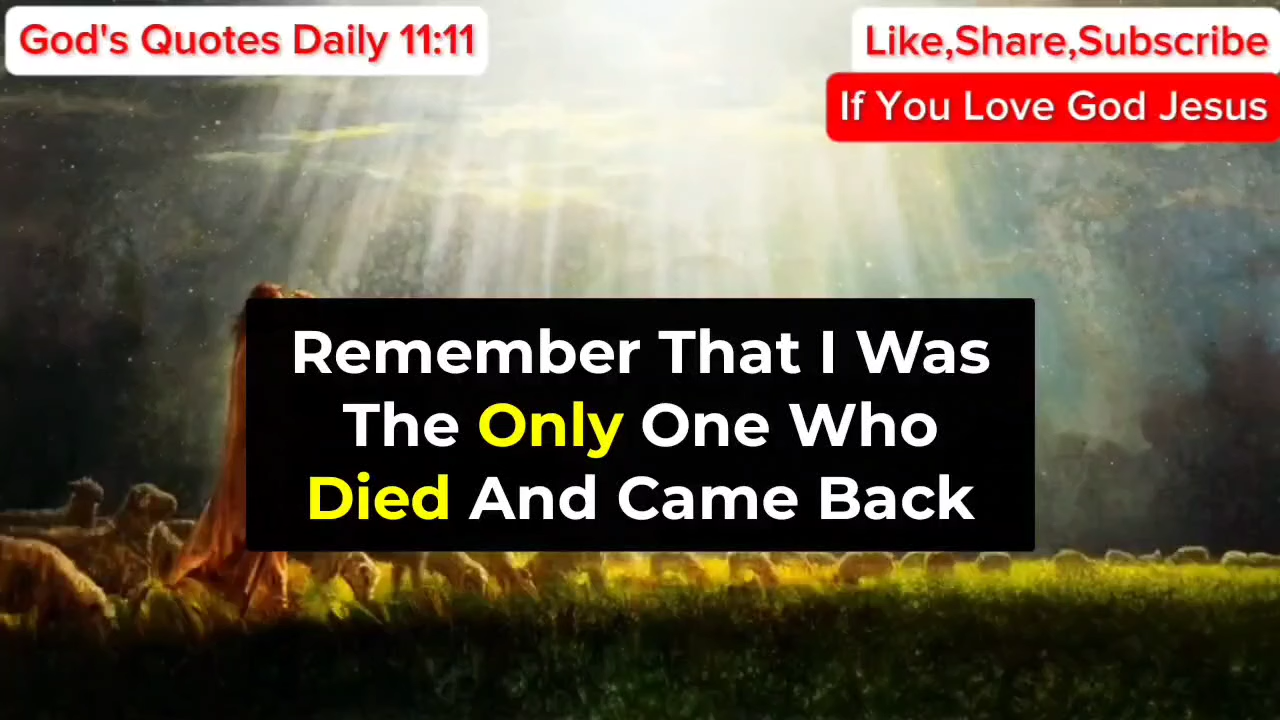 God's Quotes Daily 11:11
Like,Share,Subscribe
If You Love God Jesus
Remember That I Was
The Only One Who
Died And Came Back